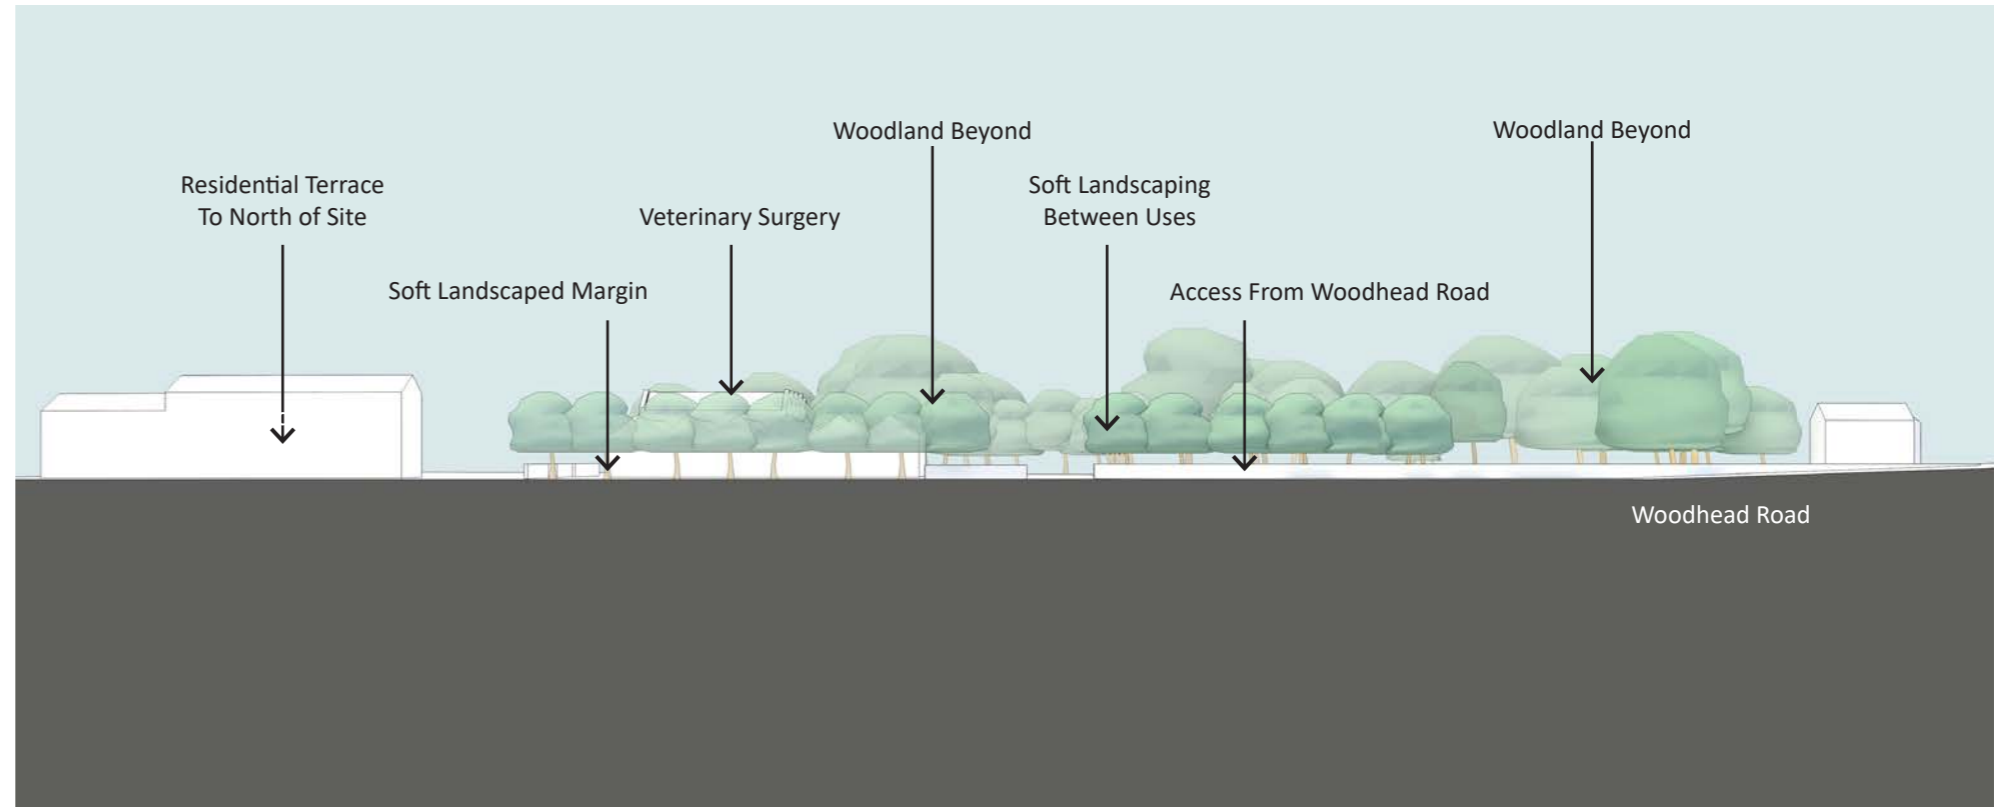 Woodland Beyond
Woodland Beyond
Residential Terrace
To North of Site
Veterinary Surgery
Soft Landscaping
Between Uses
Soft Landscaped Margin
Access From Woodhead Road
Woodhead Road